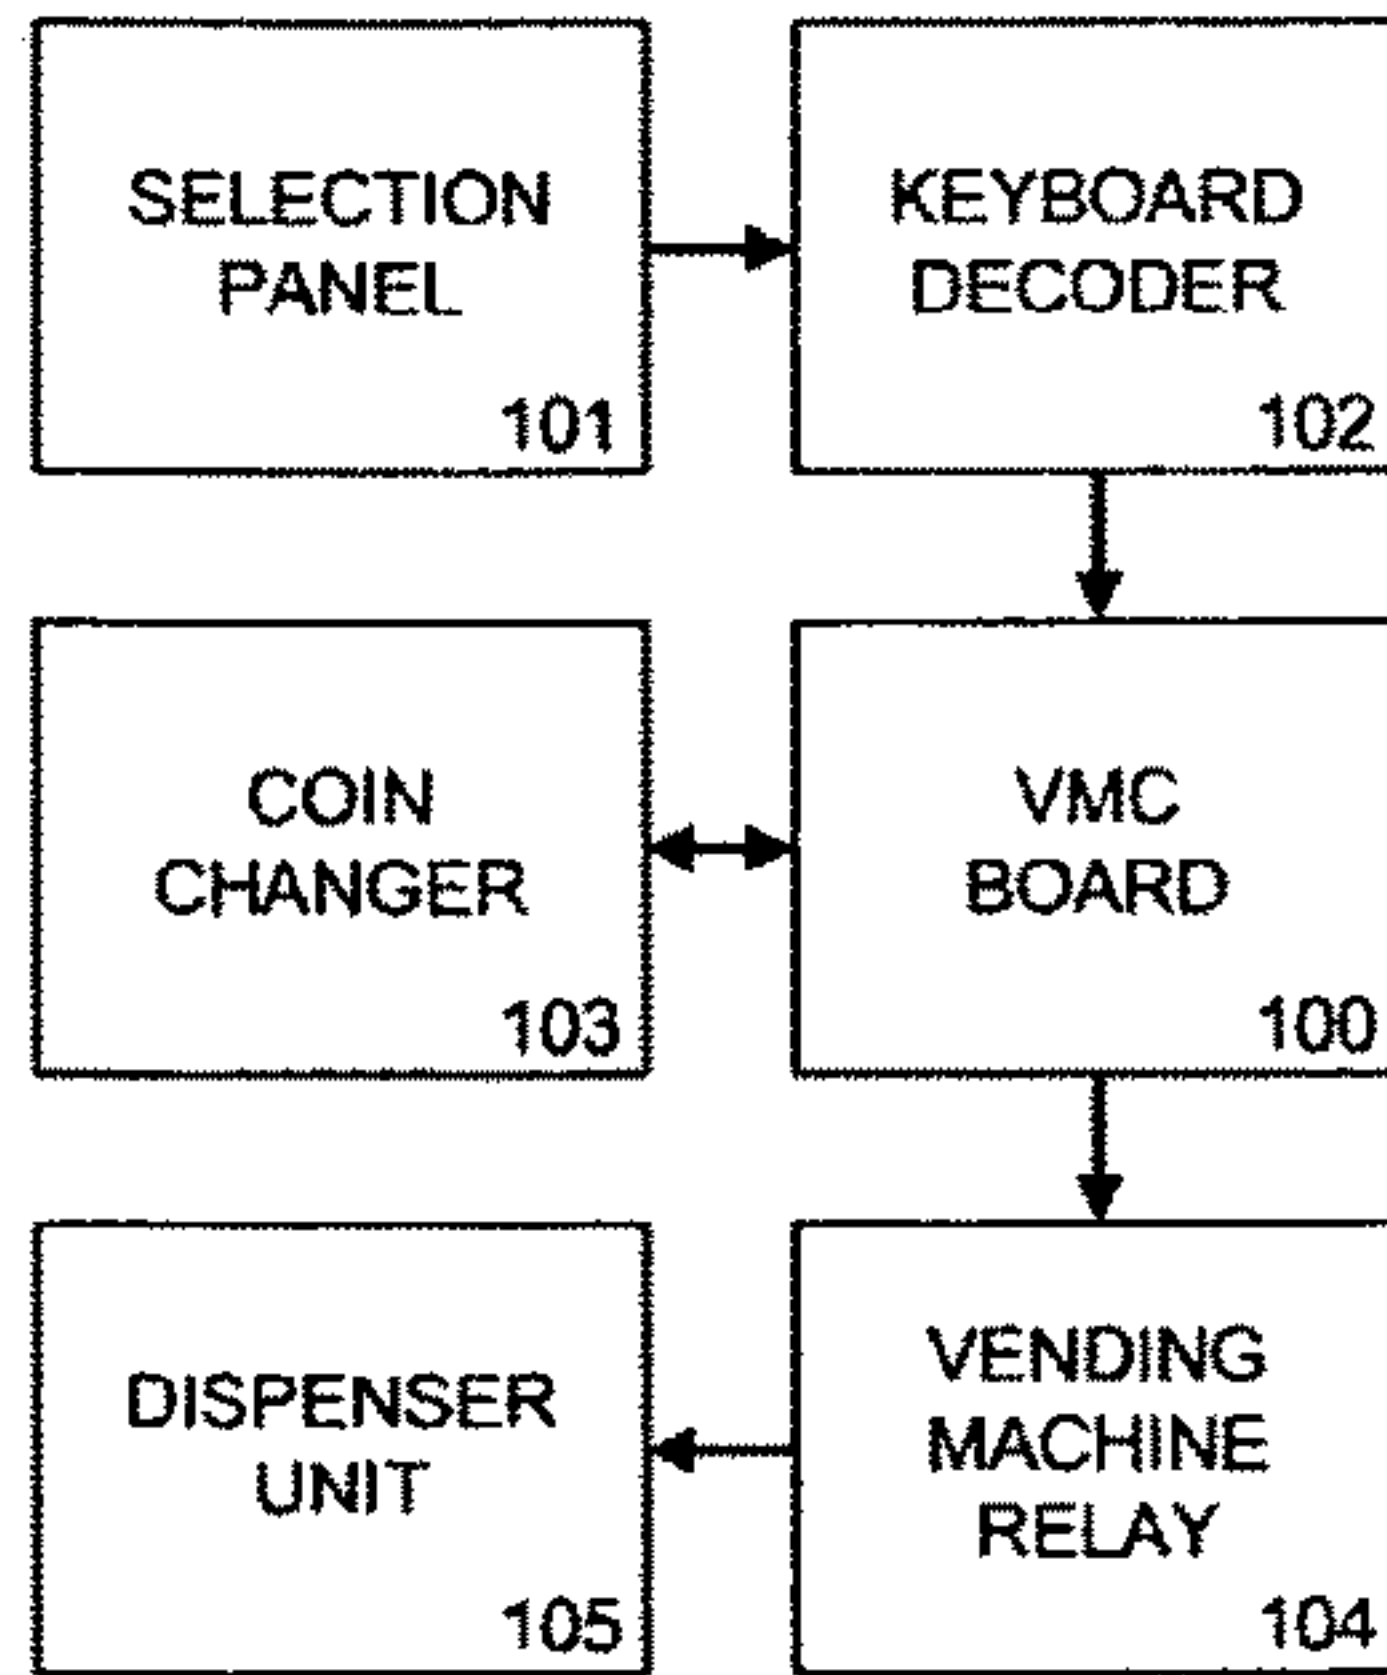 SELECTION
PANEL
101
KEYBOARD
DECODER
102
COIN
CHANGER
103
VMC
BOARD
100
DISPENSER
UNIT
105
VENDING
MACHINE
RELAY
104